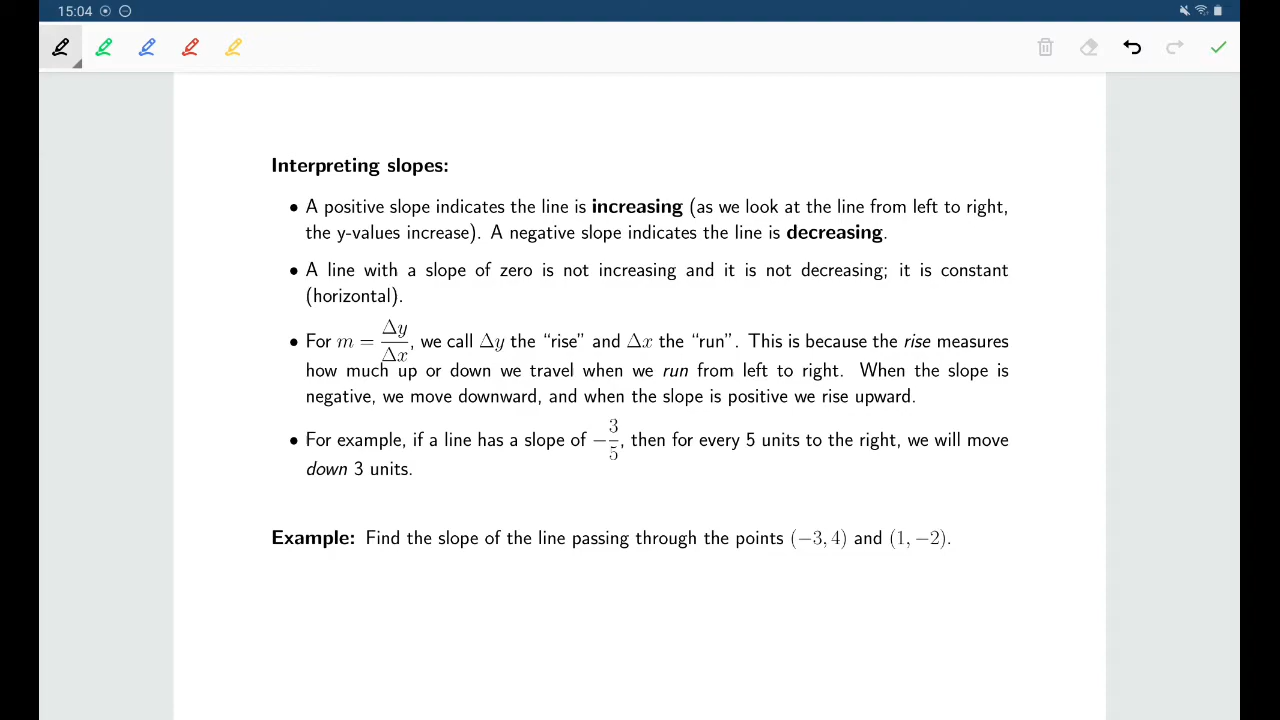 15:04
Interpreting slopes:
• A positive slope indicates the line is increasing (as we look at the line from left to right,
the y-values increase). A negative slope indicates the line is decreasing.
• A line with a slope of zero is not increasing and it is not decreasing; it is constant
(horizontal).
• For m = Δy/Δx, we call Δy the “rise” and Δx the “run”. This is because the rise measures
how much up or down we travel when we run from left to right. When the slope is
negative, we move downward, and when the slope is positive we rise upward.
• For example, if a line has a slope of −3/5, then for every 5 units to the right, we will move
down 3 units.
Example: Find the slope of the line passing through the points (−3, 4) and (1, −2).